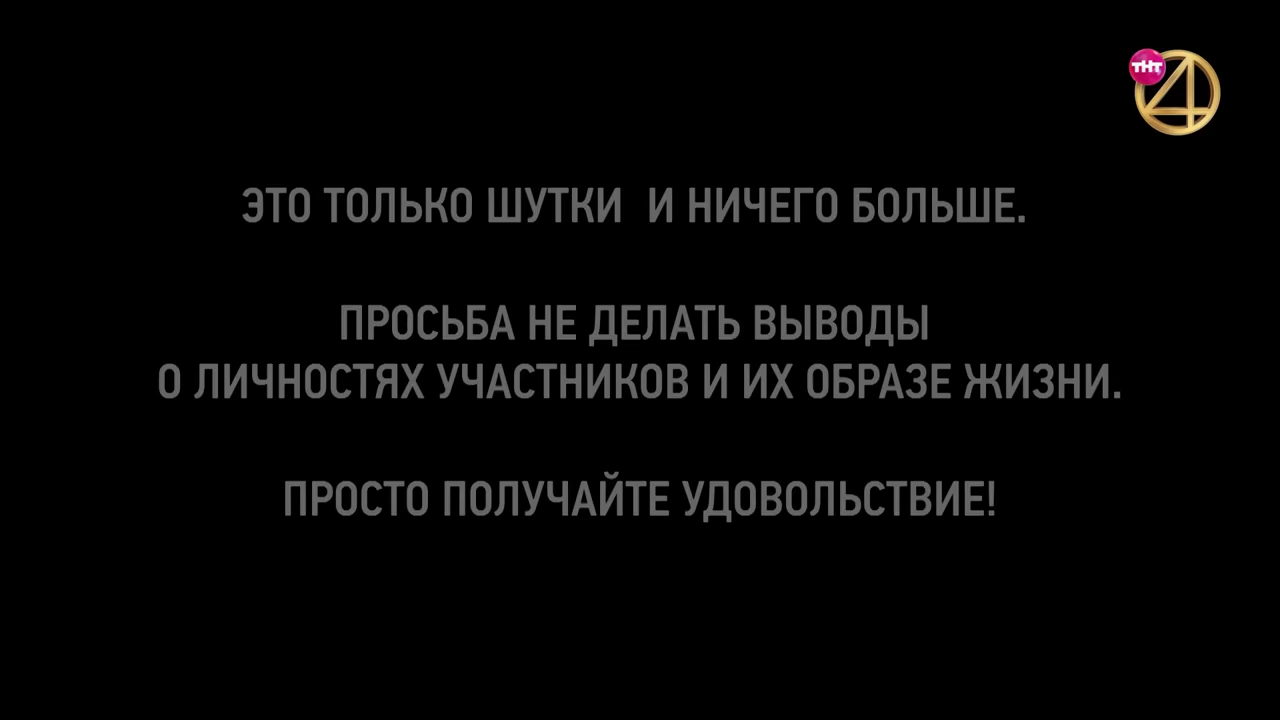 ТНТ
4
ЭТО ТОЛЬКО ШУТКИ  И НИЧЕГО БОЛЬШЕ.
ПРОСЬБА НЕ ДЕЛАТЬ ВЫВОДЫ
О ЛИЧНОСТЯХ УЧАСТНИКОВ И ИХ ОБРАЗЕ ЖИЗНИ.
ПРОСТО ПОЛУЧАЙТЕ УДОВОЛЬСТВИЕ!